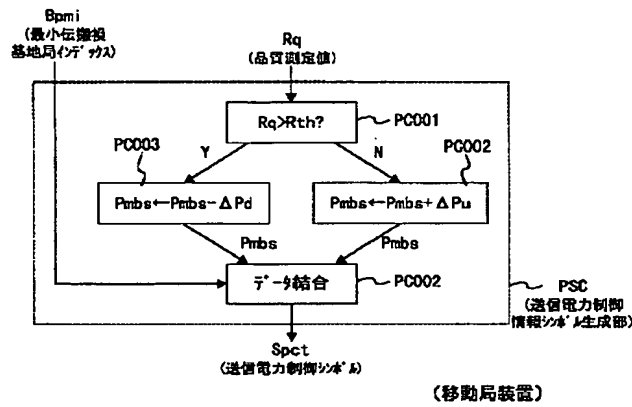 Bpmi
(最小伝搬損
基地局ｲﾝﾃﾞｯｸｽ)
Rq
(品質測定値)
Rq>Rth?
PC001
PC003
Y
N
PC002
Pmbs←Pmbs-ΔPd
Pmbs←Pmbs+ΔPu
Pmbs
Pmbs
ﾃﾞｰﾀ結合
PC002
PSC
(送信電力制御
情報ｼﾝﾎﾞﾙ生成部)
Spct
(送信電力制御ｼﾝﾎﾞﾙ)
(移動局装置)